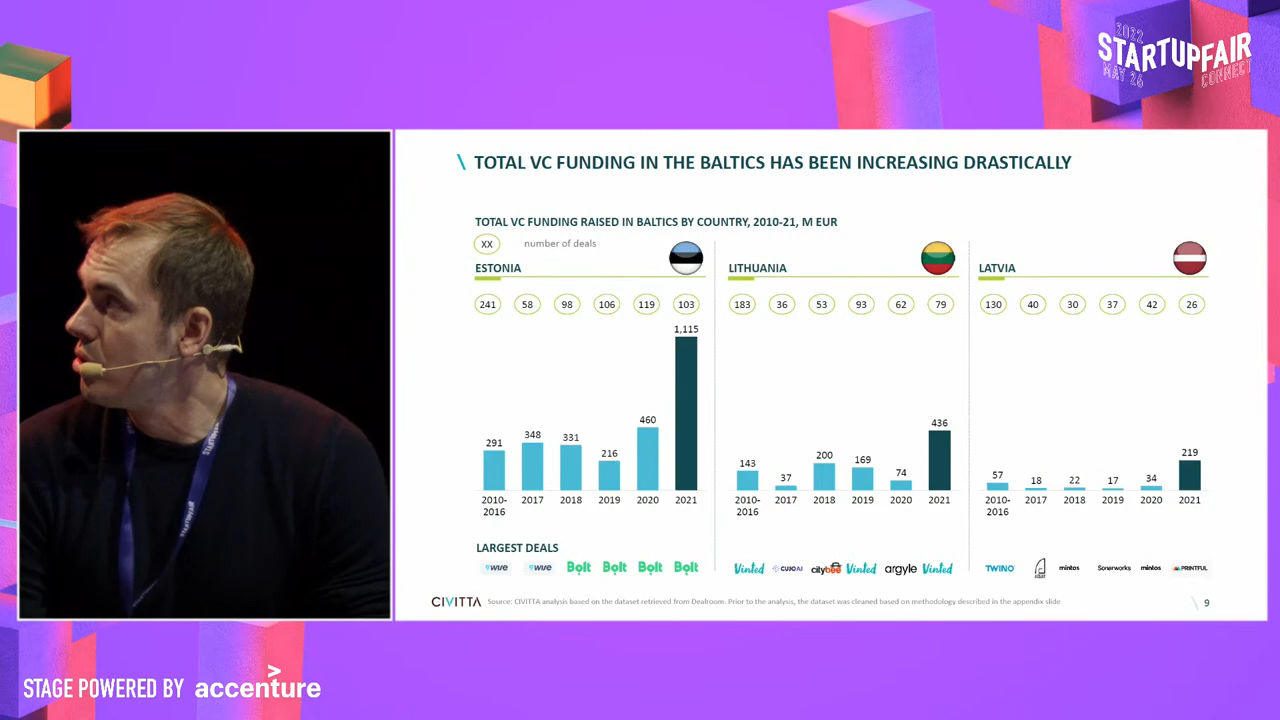 2022
STARTUPFAIR
MAY 26
CONNECT
\ TOTAL VC FUNDING IN THE BALTICS HAS BEEN INCREASING DRASTICALLY
TOTAL VC FUNDING RAISED IN BALTICS BY COUNTRY, 2010-21, M EUR
XX number of deals
ESTONIA
241 58 98 106 119 103
291 348 331 216 460 1,115
2010-2016 2017 2018 2019 2020 2021
LITHUANIA
183 36 53 93 62 79
143 37 200 169 74 436
2010-2016 2017 2018 2019 2020 2021
LATVIA
130 40 30 37 42 26
57 18 22 17 34 219
2010-2016 2017 2018 2019 2020 2021
LARGEST DEALS
WISE WISE Bolt Bolt Bolt Bolt
Vinted CUJO AI citybee Vinted argyle Vinted
TWINO mintos Sonarworks mintos PRINTFUL
CIVITTA Source: CIVITTA analysis based on the dataset retrieved from Dealroom. Prior to the analysis, the dataset was cleaned based on methodology described in the appendix slide
\ 9
STARTUPFAIR
STAGE POWERED BY accenture